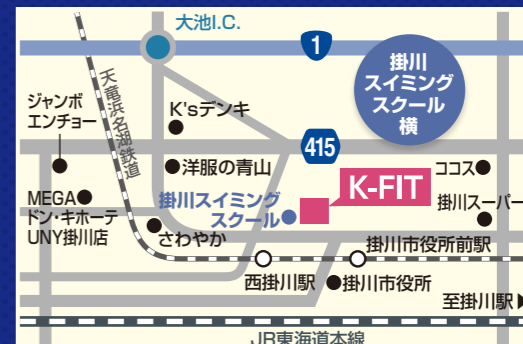 大池I.C.
1
掛川
スイミング
スクール
横
天竜浜名湖鉄道
ジャンボ
エンチョー
K'sデンキ
415
洋服の青山
ココス
K-FIT
MEGA
ドン・キホーテ
UNY掛川店
掛川スイミング
スクール
掛川スーパー
さわやか
掛川市役所前駅
西掛川駅
掛川市役所
至掛川駅
JR東海道本線